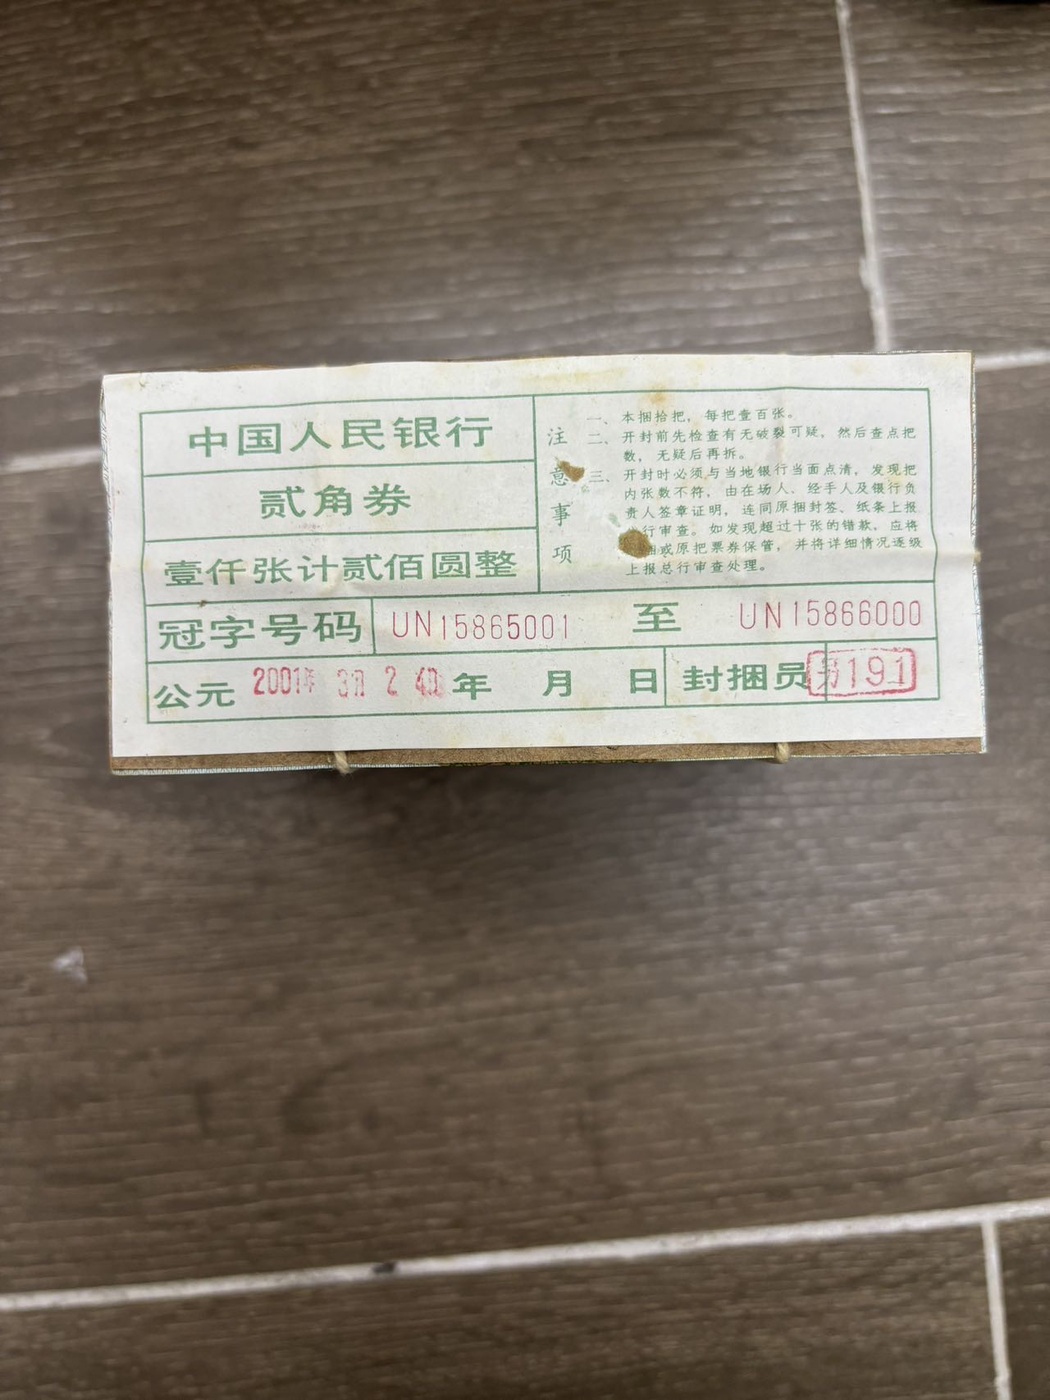 中国人民银行
贰角券
壹仟张计贰佰圆整
注意事项
一、本捆拾把，每把壹百张。
二、开封前先检查有无破裂可疑，然后查点把
数，无疑后再拆。
三、开封时必须与当地银行当面点清，发现把
内张数不符，由在场人、经手人及银行负
责人签章证明，连同原捆封签、纸条上报
行审查。如发现超过十张的错款，应将
或原把票券保管，并将详细情况逐级
上报总行审查处理。
冠字号码 UN15865001 至 UN15866000
公元 2001年 3月 2 年 月 日 封捆员 191